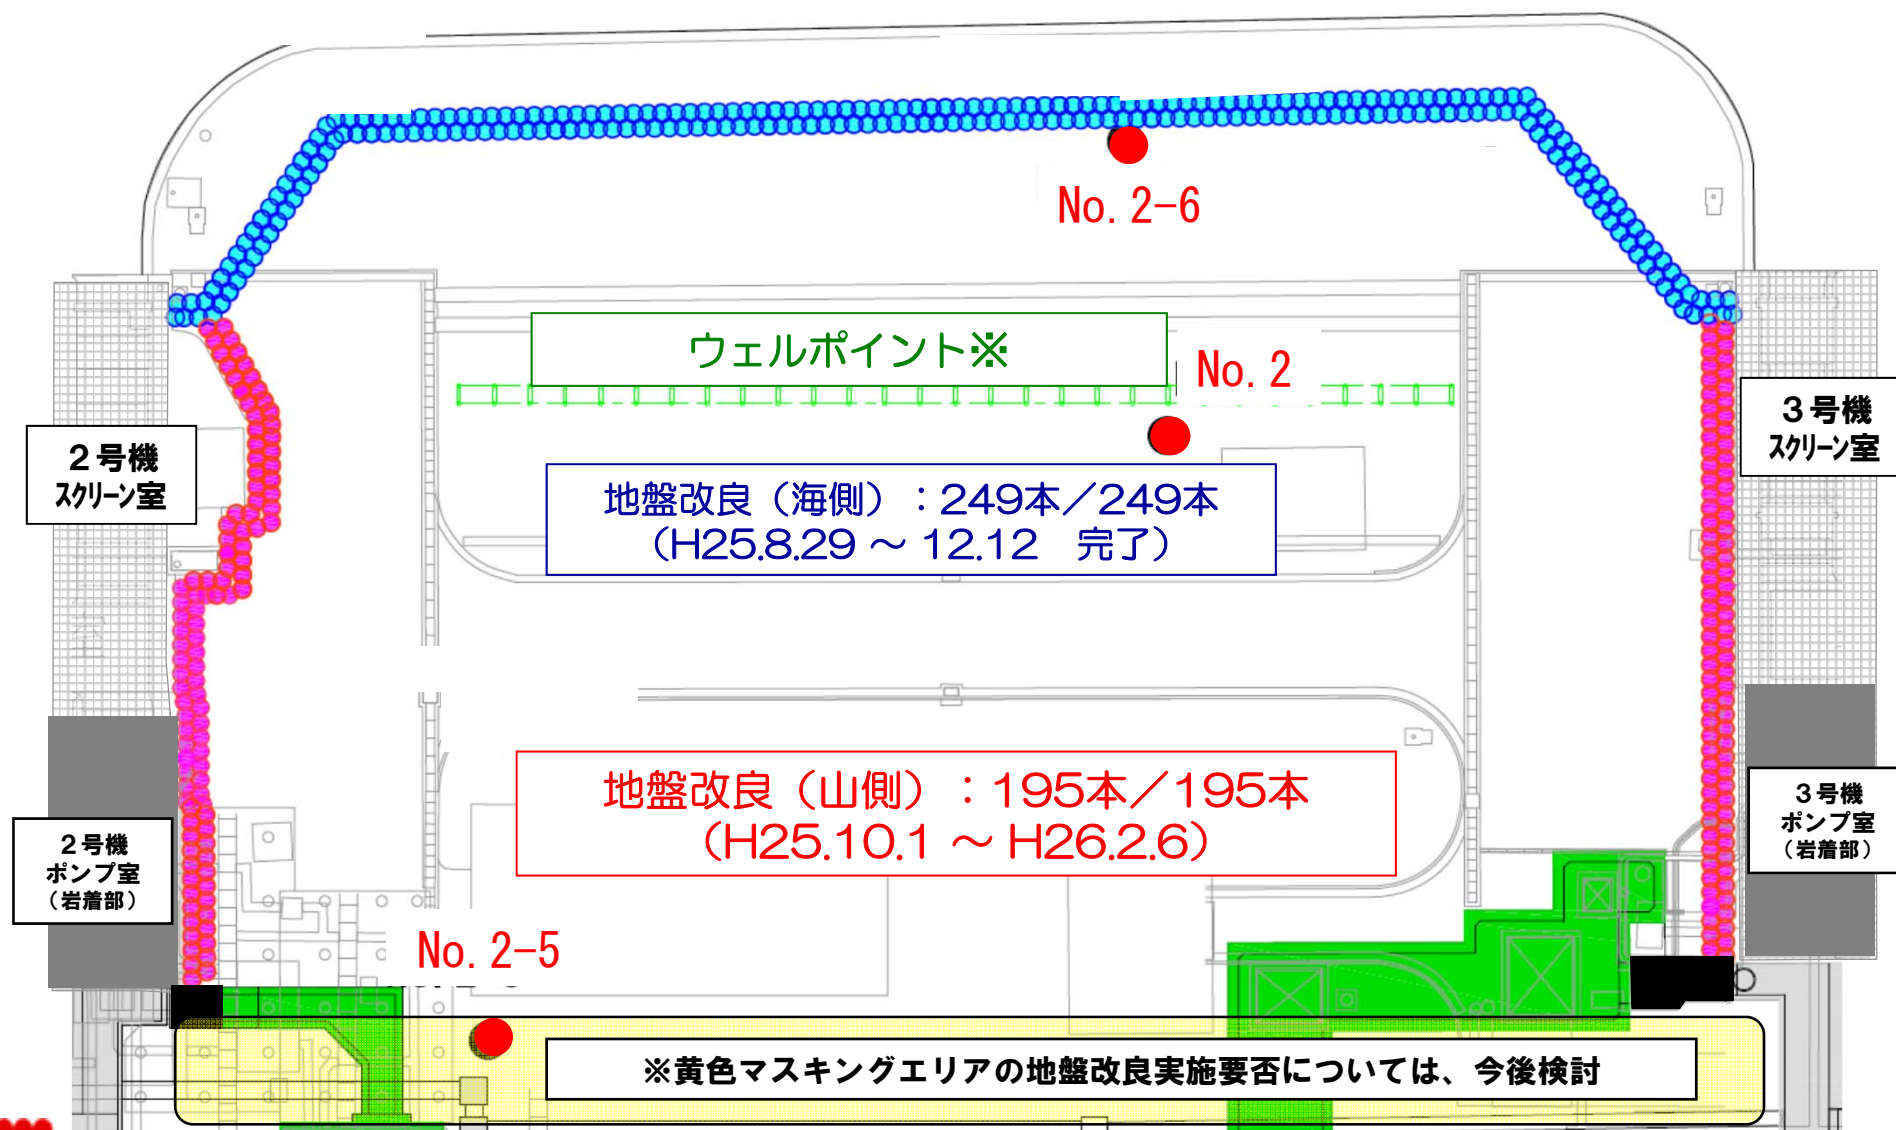 No. 2-6
ウェルポイント※
No. 2
2号機
スクリーン室
3号機
スクリーン室
地盤改良(海側):249本/249本
(H25.8.29 ~ 12.12 完了)
地盤改良(山側):195本/195本
(H25.10.1 ~ H26.2.6)
2号機
ポンプ室
(岩着部)
3号機
ポンプ室
(岩着部)
No. 2-5
※黄色マスキングエリアの地盤改良実施要否については、今後検討